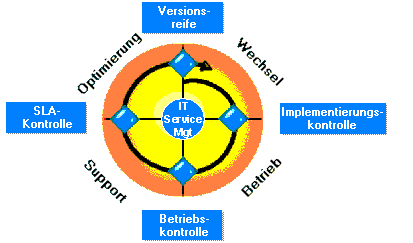 Versions-
reife
Optimierung
Wechsel
SLA-
Kontrolle
IT
Service
Mgt
Implementierungs-
kontrolle
Support
Betrieb
Betriebs-
kontrolle